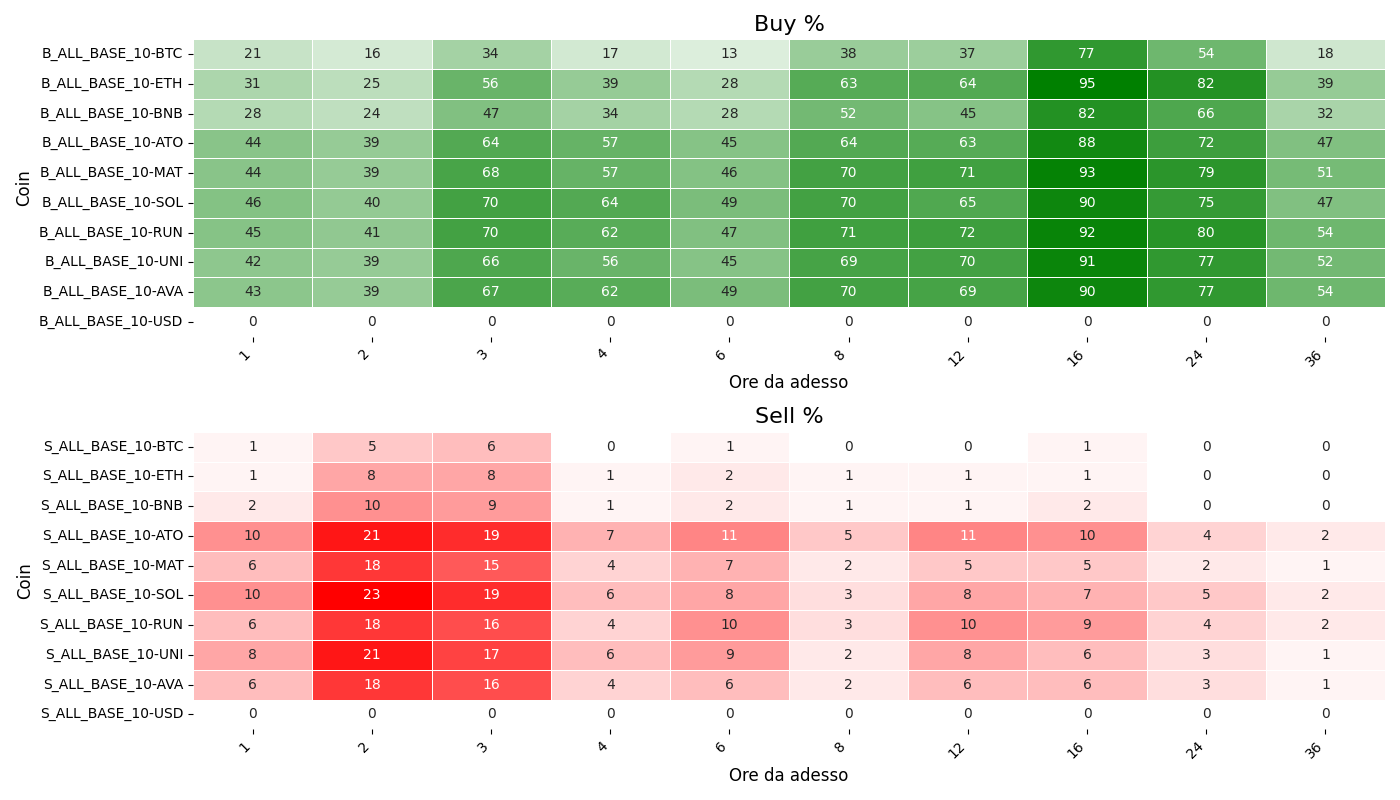 Buy %
Coin
B_ALL_BASE_10-BTC 21 16 34 17 13 38 37 77 54 18
B_ALL_BASE_10-ETH 31 25 56 39 28 63 64 95 82 39
B_ALL_BASE_10-BNB 28 24 47 34 28 52 45 82 66 32
B_ALL_BASE_10-ATO 44 39 64 57 45 64 63 88 72 47
B_ALL_BASE_10-MAT 44 39 68 57 46 70 71 93 79 51
B_ALL_BASE_10-SOL 46 40 70 64 49 70 65 90 75 47
B_ALL_BASE_10-RUN 45 41 70 62 47 71 72 92 80 54
B_ALL_BASE_10-UNI 42 39 66 56 45 69 70 91 77 52
B_ALL_BASE_10-AVA 43 39 67 62 49 70 69 90 77 54
B_ALL_BASE_10-USD 0 0 0 0 0 0 0 0 0 0
1 2 3 4 6 8 12 16 24 36
Ore da adesso
Sell %
Coin
S_ALL_BASE_10-BTC 1 5 6 0 1 0 0 1 0 0
S_ALL_BASE_10-ETH 1 8 8 1 2 1 1 1 0 0
S_ALL_BASE_10-BNB 2 10 9 1 2 1 1 2 0 0
S_ALL_BASE_10-ATO 10 21 19 7 11 5 11 10 4 2
S_ALL_BASE_10-MAT 6 18 15 4 7 2 5 5 2 1
S_ALL_BASE_10-SOL 10 23 19 6 8 3 8 7 5 2
S_ALL_BASE_10-RUN 6 18 16 4 10 3 10 9 4 2
S_ALL_BASE_10-UNI 8 21 17 6 9 2 8 6 3 1
S_ALL_BASE_10-AVA 6 18 16 4 6 2 6 6 3 1
S_ALL_BASE_10-USD 0 0 0 0 0 0 0 0 0 0
1 2 3 4 6 8 12 16 24 36
Ore da adesso